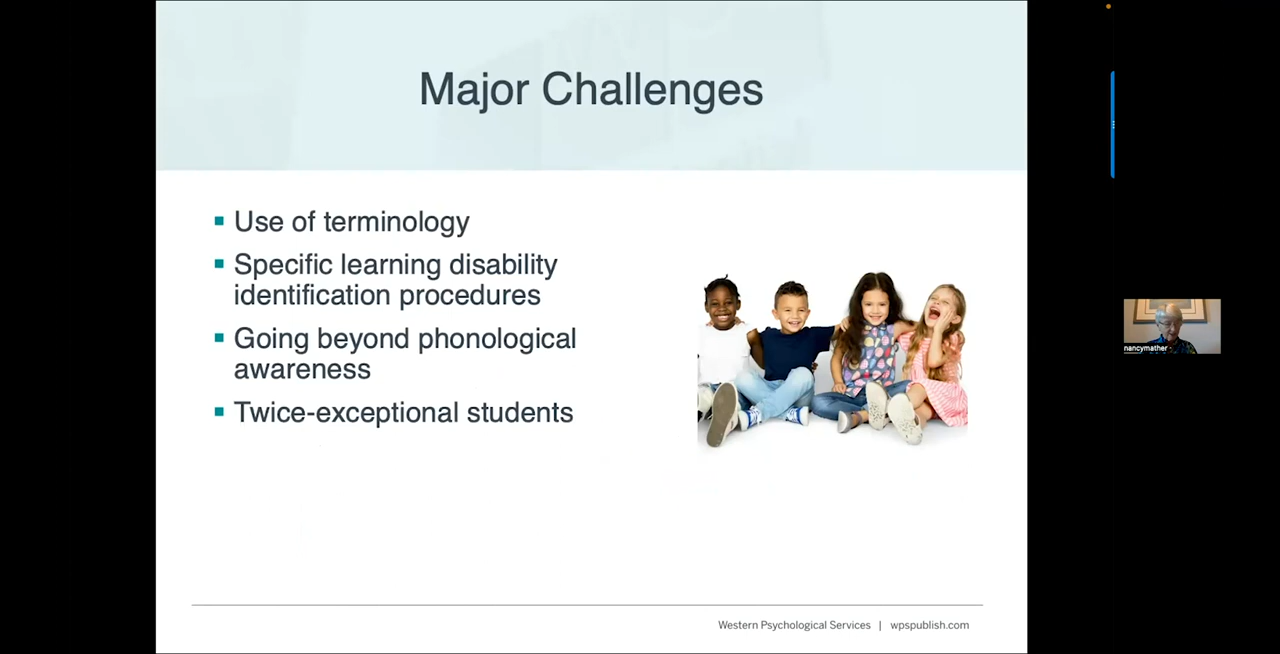 Major Challenges
Use of terminology
Specific learning disability
identification procedures
Going beyond phonological
awareness
Twice-exceptional students
nancymather
Western Psychological Services | wpspublish.com